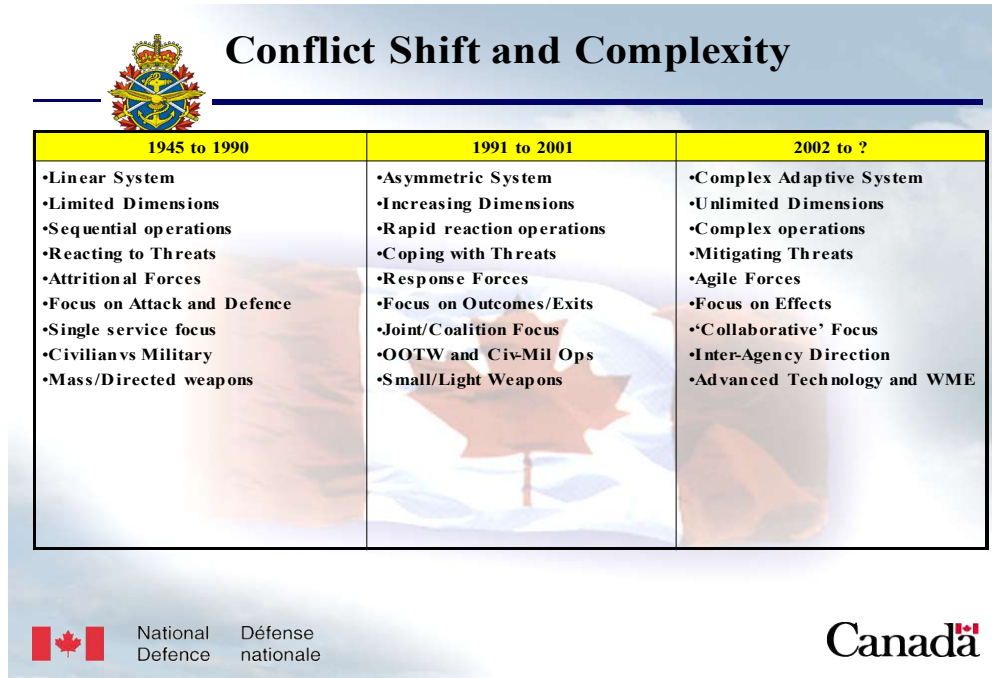 Conflict Shift and Complexity
1945 to 1990
•Linear System
•Limited Dimensions
•Sequential operations
•Reacting to Threats
•Attritional Forces
•Focus on Attack and Defence
•Single service focus
•Civilian vs Military
•Mass/Directed weapons
1991 to 2001
•Asymmetric System
•Increasing Dimensions
•Rapid reaction operations
•Coping with Threats
•Response Forces
•Focus on Outcomes/Exits
•Joint/Coalition Focus
•OOTW and Civ-Mil Ops
•Small/Light Weapons
2002 to ?
•Complex Adaptive System
•Unlimited Dimensions
•Complex operations
•Mitigating Threats
•Agile Forces
•Focus on Effects
•‘Collaborative’ Focus
•Inter-Agency Direction
•Advanced Technology and WME
National Défense
Defence nationale
Canada